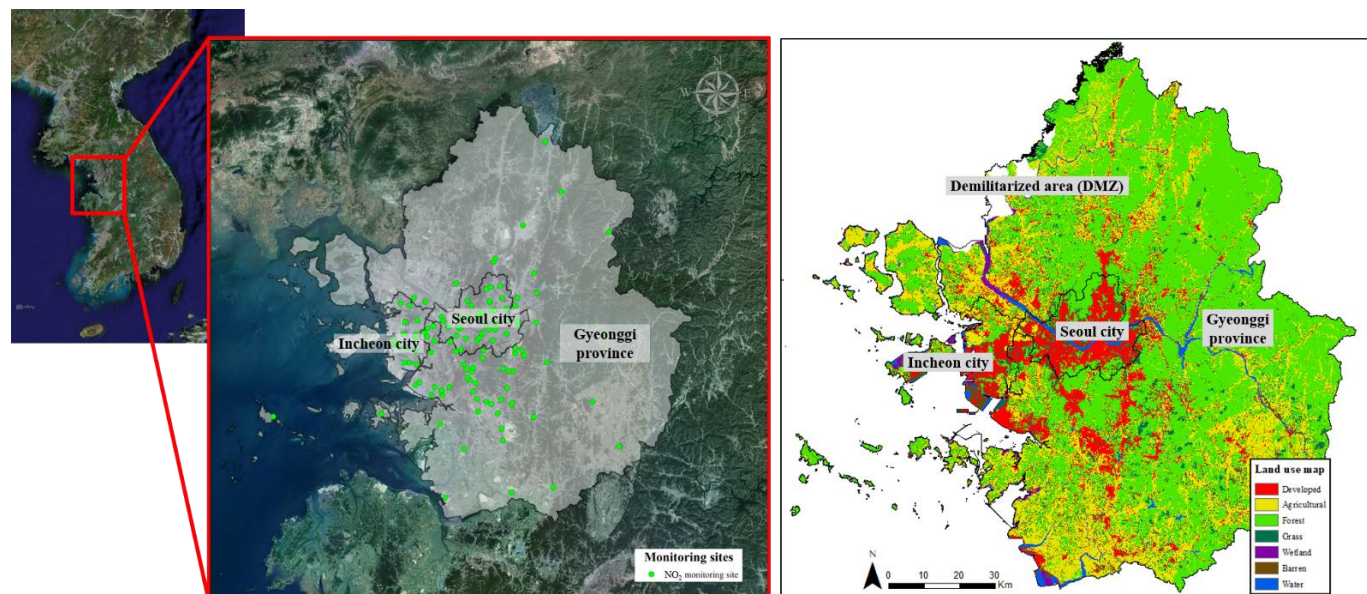 N
W
E
Seoul city
Incheon city
Gyeonggi
province
Monitoring sites
NO2 monitoring site
Demilitarized area (DMZ)
Seoul city
Gyeonggi
province
Incheon city
Land use map
Developed
Agricultural
Forest
Grass
Wetland
Barren
Water
N
0 5 10 20 30
Km